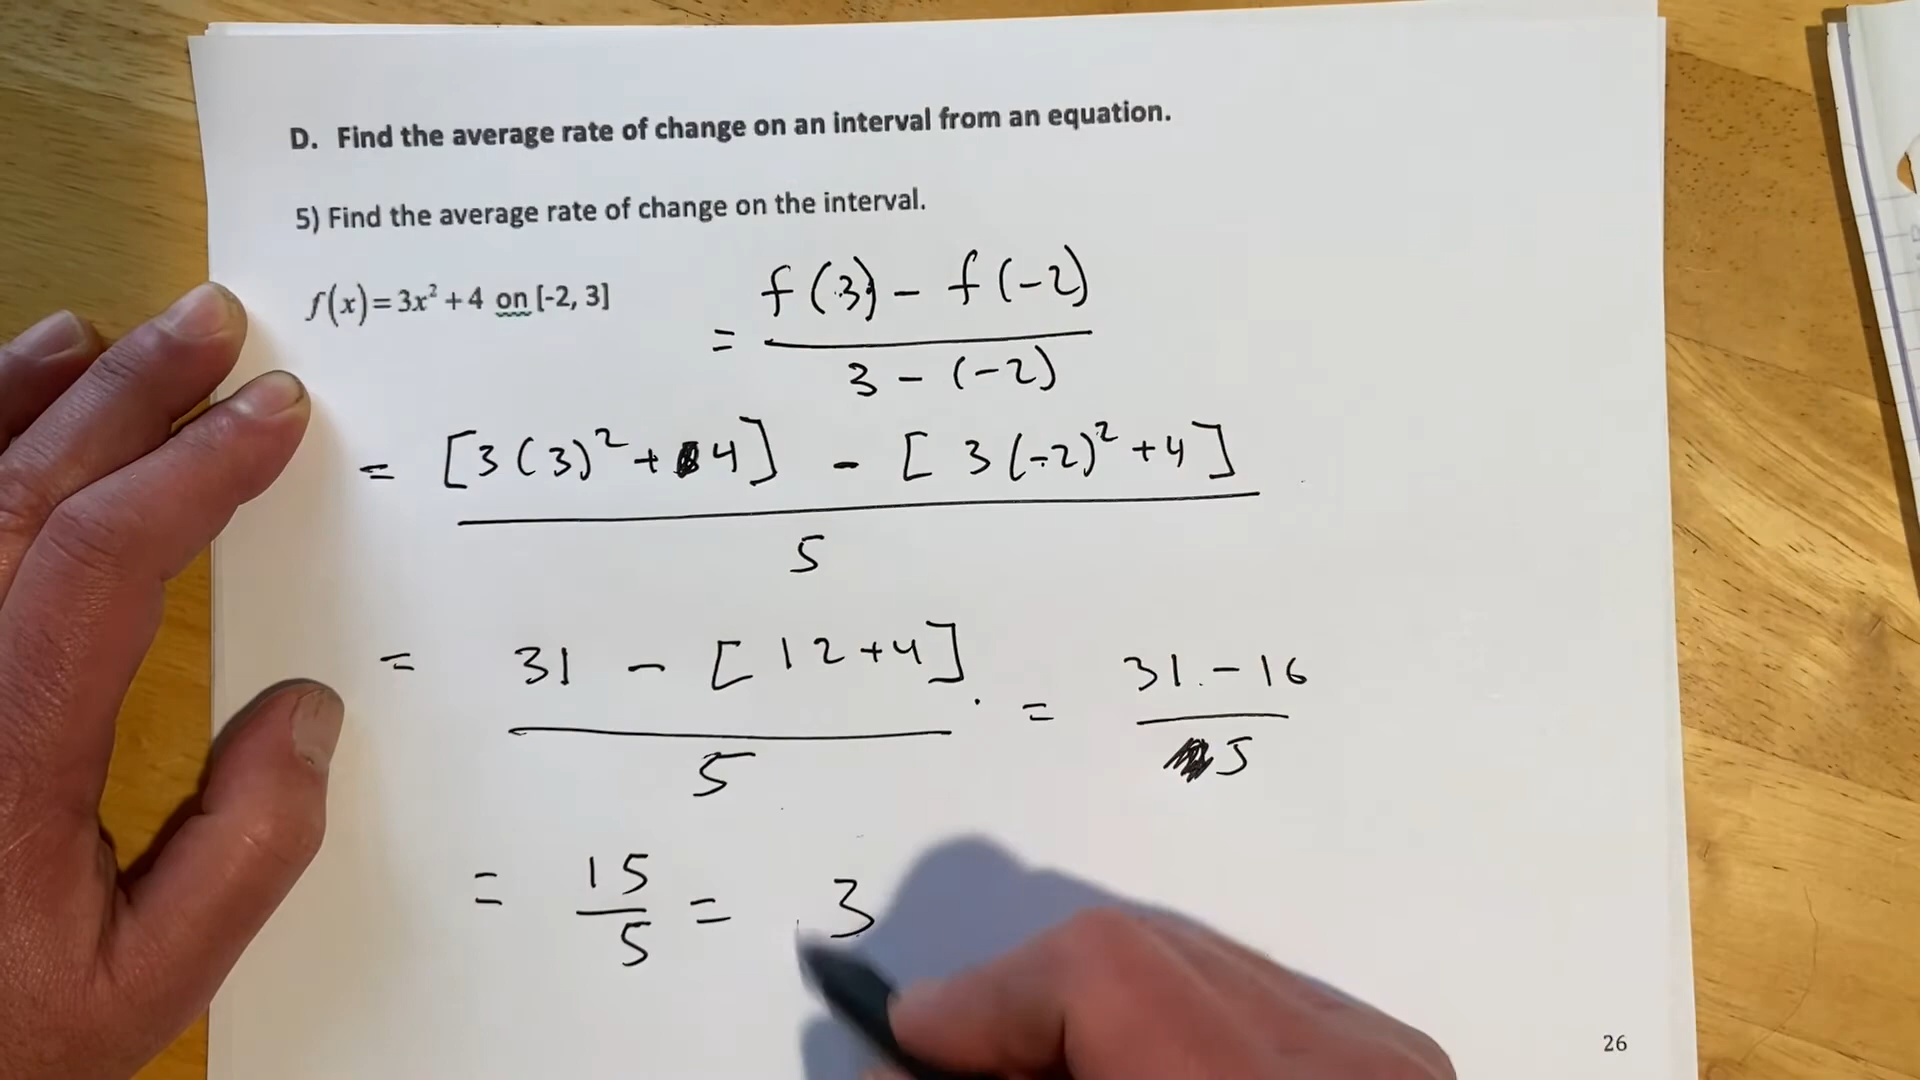 D. Find the average rate of change on an interval from an equation.
5) Find the average rate of change on the interval.
f(x)=3x²+4 on [-2, 3]
= f(3) - f(-2)
3 - (-2)
= [3(3)² + 4] - [3(-2)² + 4]
5
= 31 - [12+4] = 31 - 16
5 5
= 15 = 3
5
26